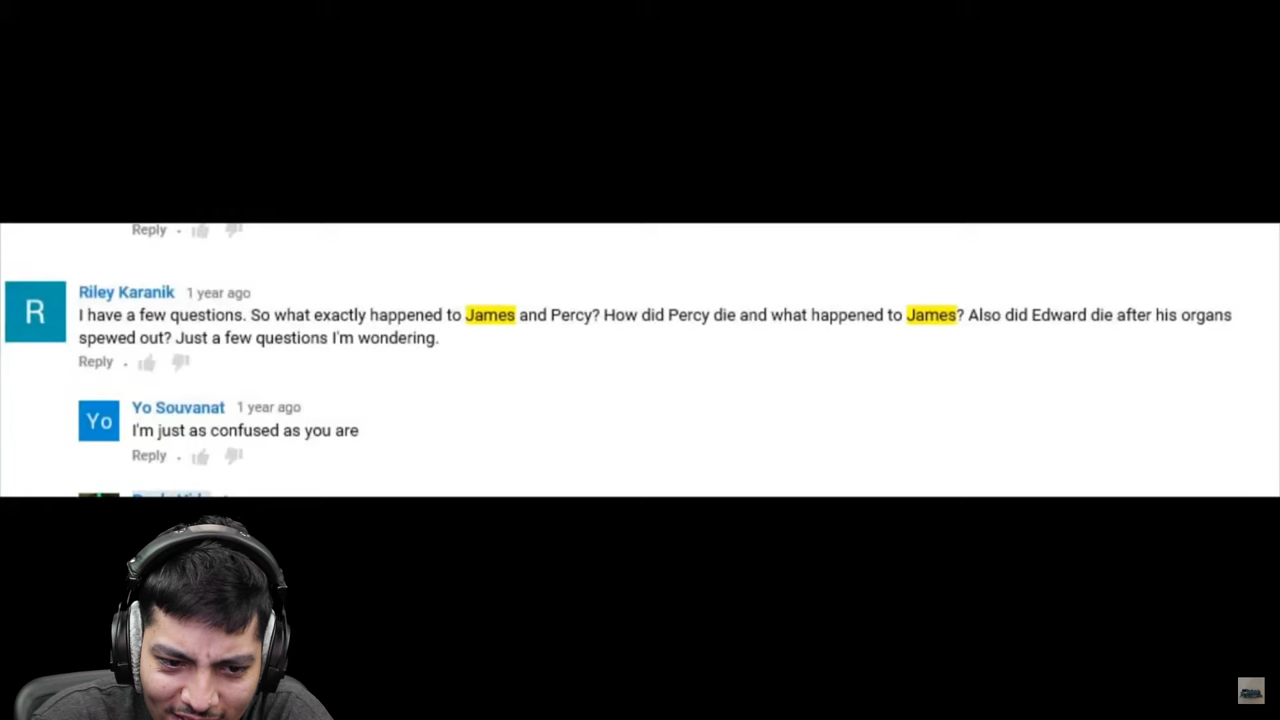 Reply
Riley Karanik 1 year ago
I have a few questions. So what exactly happened to James and Percy? How did Percy die and what happened to James? Also did Edward die after his organs
spewed out? Just a few questions I'm wondering.
Reply
Yo
Yo Souvanat 1 year ago
I'm just as confused as you are
Reply
R